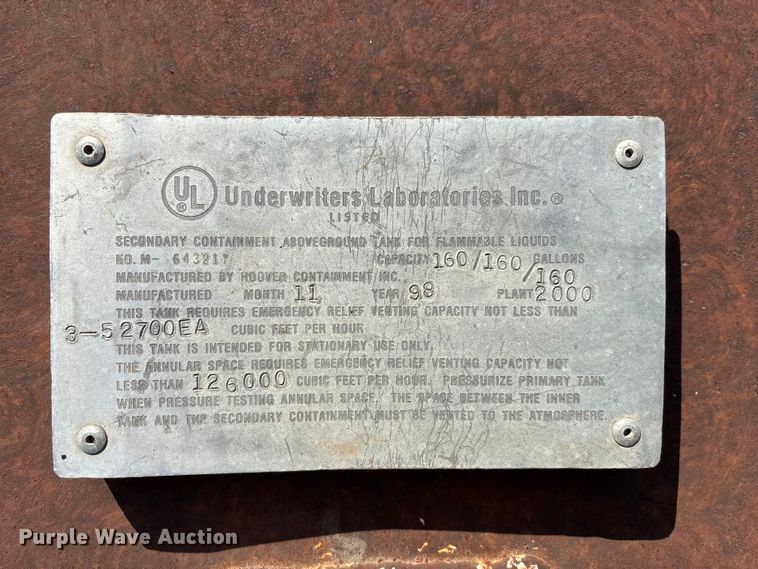 UL Underwriters Laboratories Inc.®
LISTED
SECONDARY CONTAINMENT ABOVEGROUND TANK FOR FLAMMABLE LIQUIDS
NO. M- 643217 CAPACITY 160/160/160 GALLONS
MANUFACTURED BY HOOVER CONTAINMENT INC.
MANUFACTURED MONTH 11 YEAR 98 PLANT 2000
THIS TANK REQUIRES EMERGENCY RELIEF VENTING CAPACITY NOT LESS THAN
3-52700EA CUBIC FEET PER HOUR
THIS TANK IS INTENDED FOR STATIONARY USE ONLY.
THE ANNULAR SPACE REQUIRES EMERGENCY RELIEF VENTING CAPACITY NOT
LESS THAN 126000 CUBIC FEET PER HOUR. PRESSURIZE PRIMARY TANK
WHEN PRESSURE TESTING ANNULAR SPACE. THE SPACE BETWEEN THE INNER
TANK AND THE SECONDARY CONTAINMENT MUST BE VENTED TO THE ATMOSPHERE.
Purple Wave Auction®